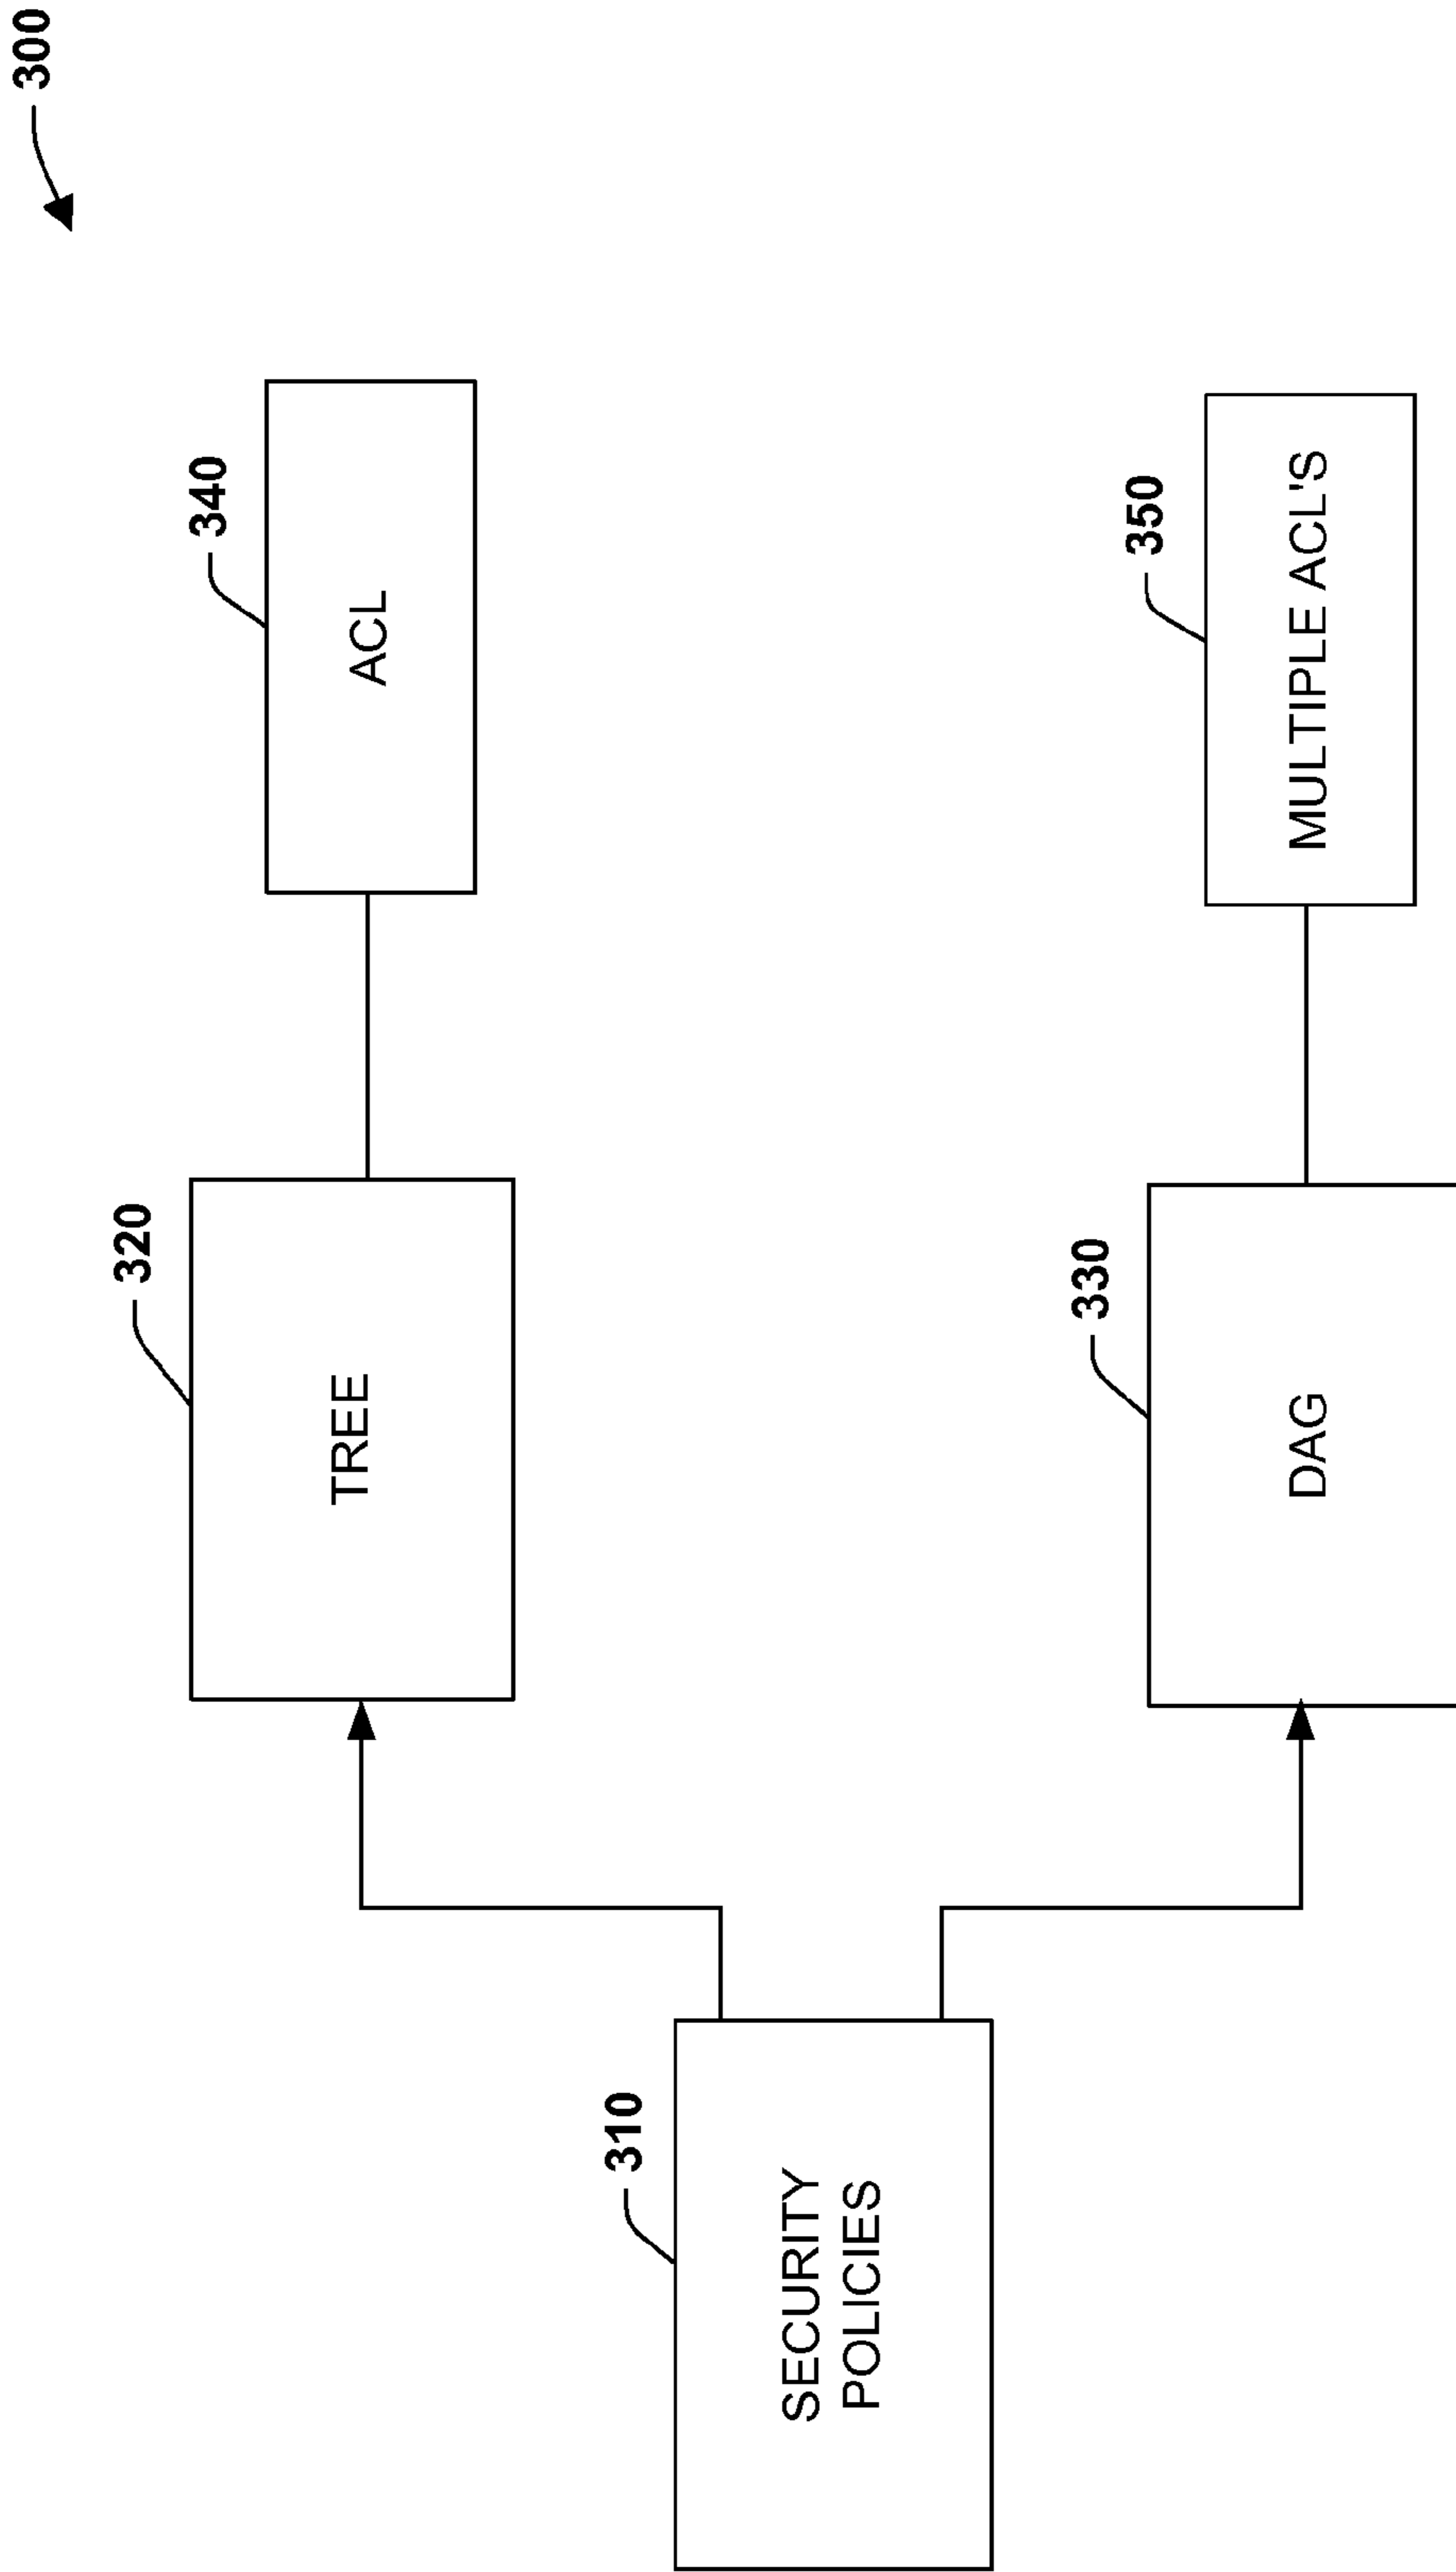 300
320
TREE
340
ACL
310
SECURITY
POLICIES
330
DAG
350
MULTIPLE ACL'S